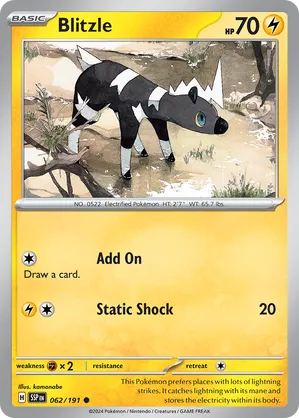 BASIC
Blitzle
HP 70
NO. 0522 Electrified Pokémon HT: 2'7" WT: 65.7 lbs.
Add On
Draw a card.
Static Shock 20
weakness ×2 resistance retreat
Illus. kamonabe
This Pokémon prefers places with lots of lightning
strikes. It catches lightning with its mane and
stores the electricity within its body.
H SSP EN 062/191
©2024 Pokémon / Nintendo / Creatures / GAME FREAK